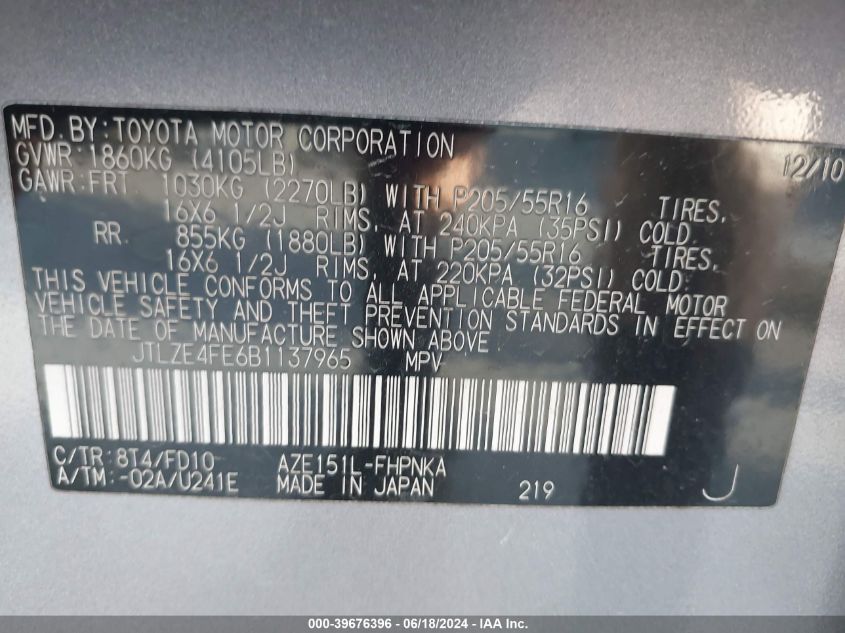 MFD. BY: TOYOTA MOTOR CORPORATION 12/10
GVWR: 1860KG (4105LB)
GAWR: FRT 1030KG (2270LB) WITH P205/55R16 TIRES,
16X6 1/2J RIMS, AT 240KPA (35PSI) COLD.
RR. 855KG (1880LB) WITH P205/55R16 TIRES,
16X6 1/2J RIMS, AT 220KPA (32PSI) COLD.
THIS VEHICLE CONFORMS TO ALL APPLICABLE FEDERAL MOTOR
VEHICLE SAFETY AND THEFT PREVENTION STANDARDS IN EFFECT ON
THE DATE OF MANUFACTURE SHOWN ABOVE.
JTLZE4FE6B1137965 MPV
C/TR: 8T4/FD10 AZE151L-FHPNKA
A/TM: -02A/U241E MADE IN JAPAN 219 J
000-39676396 - 06/18/2024 - IAA Inc.